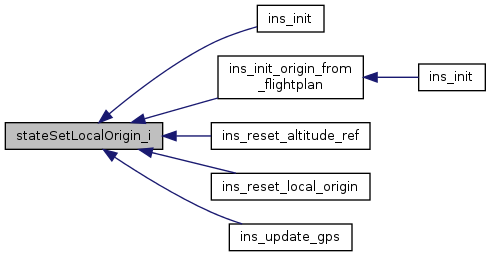 ins_init
ins_init_origin_from
_flightplan
ins_init
stateSetLocalOrigin_i
ins_reset_altitude_ref
ins_reset_local_origin
ins_update_gps